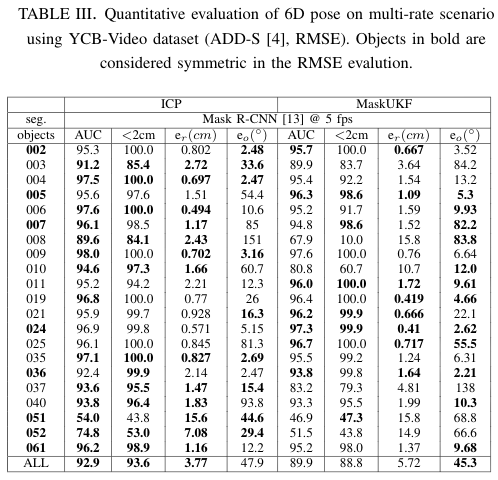 TABLE III. Quantitative evaluation of 6D pose on multi-rate scenario
using YCB-Video dataset (ADD-S [4], RMSE). Objects in bold are
considered symmetric in the RMSE evalution.
ICP MaskUKF
seg. Mask R-CNN [13] @ 5 fps
objects AUC <2cm er(cm) eo(°) AUC <2cm er(cm) eo(°)
002 95.3 100.0 0.802 2.48 95.7 100.0 0.667 3.52
003 91.2 85.4 2.72 33.6 89.9 83.7 3.64 84.2
004 97.5 100.0 0.697 2.47 95.4 92.2 1.54 13.2
005 95.6 97.6 1.51 54.4 96.3 98.6 1.09 5.3
006 97.6 100.0 0.494 10.6 95.2 91.7 1.59 9.93
007 96.1 98.5 1.17 85 94.8 98.6 1.52 82.2
008 89.6 84.1 2.43 151 67.9 10.0 15.8 83.8
009 98.0 100.0 0.702 3.16 97.6 100.0 0.76 6.64
010 94.6 97.3 1.66 60.7 80.8 60.7 10.7 12.0
011 95.2 94.2 2.21 12.3 96.0 100.0 1.72 9.61
019 96.8 100.0 0.77 26 96.4 100.0 0.419 4.66
021 95.9 99.7 0.928 16.3 96.2 99.9 0.666 22.1
024 96.9 99.8 0.571 5.15 97.3 99.9 0.41 2.62
025 96.1 100.0 0.845 81.3 96.7 100.0 0.717 55.5
035 97.1 100.0 0.827 2.69 95.5 99.2 1.24 6.31
036 92.4 99.9 2.14 2.47 93.8 99.8 1.64 2.21
037 93.6 95.5 1.47 15.4 83.2 79.3 4.81 138
040 93.8 96.4 1.83 93.8 93.3 95.5 1.99 10.3
051 54.0 43.8 15.6 44.6 46.9 47.3 15.8 68.8
052 74.8 53.0 7.08 29.4 51.5 43.8 14.9 66.6
061 96.2 98.9 1.16 12.2 95.2 98.0 1.37 9.68
ALL 92.9 93.6 3.77 47.9 89.9 88.8 5.72 45.3